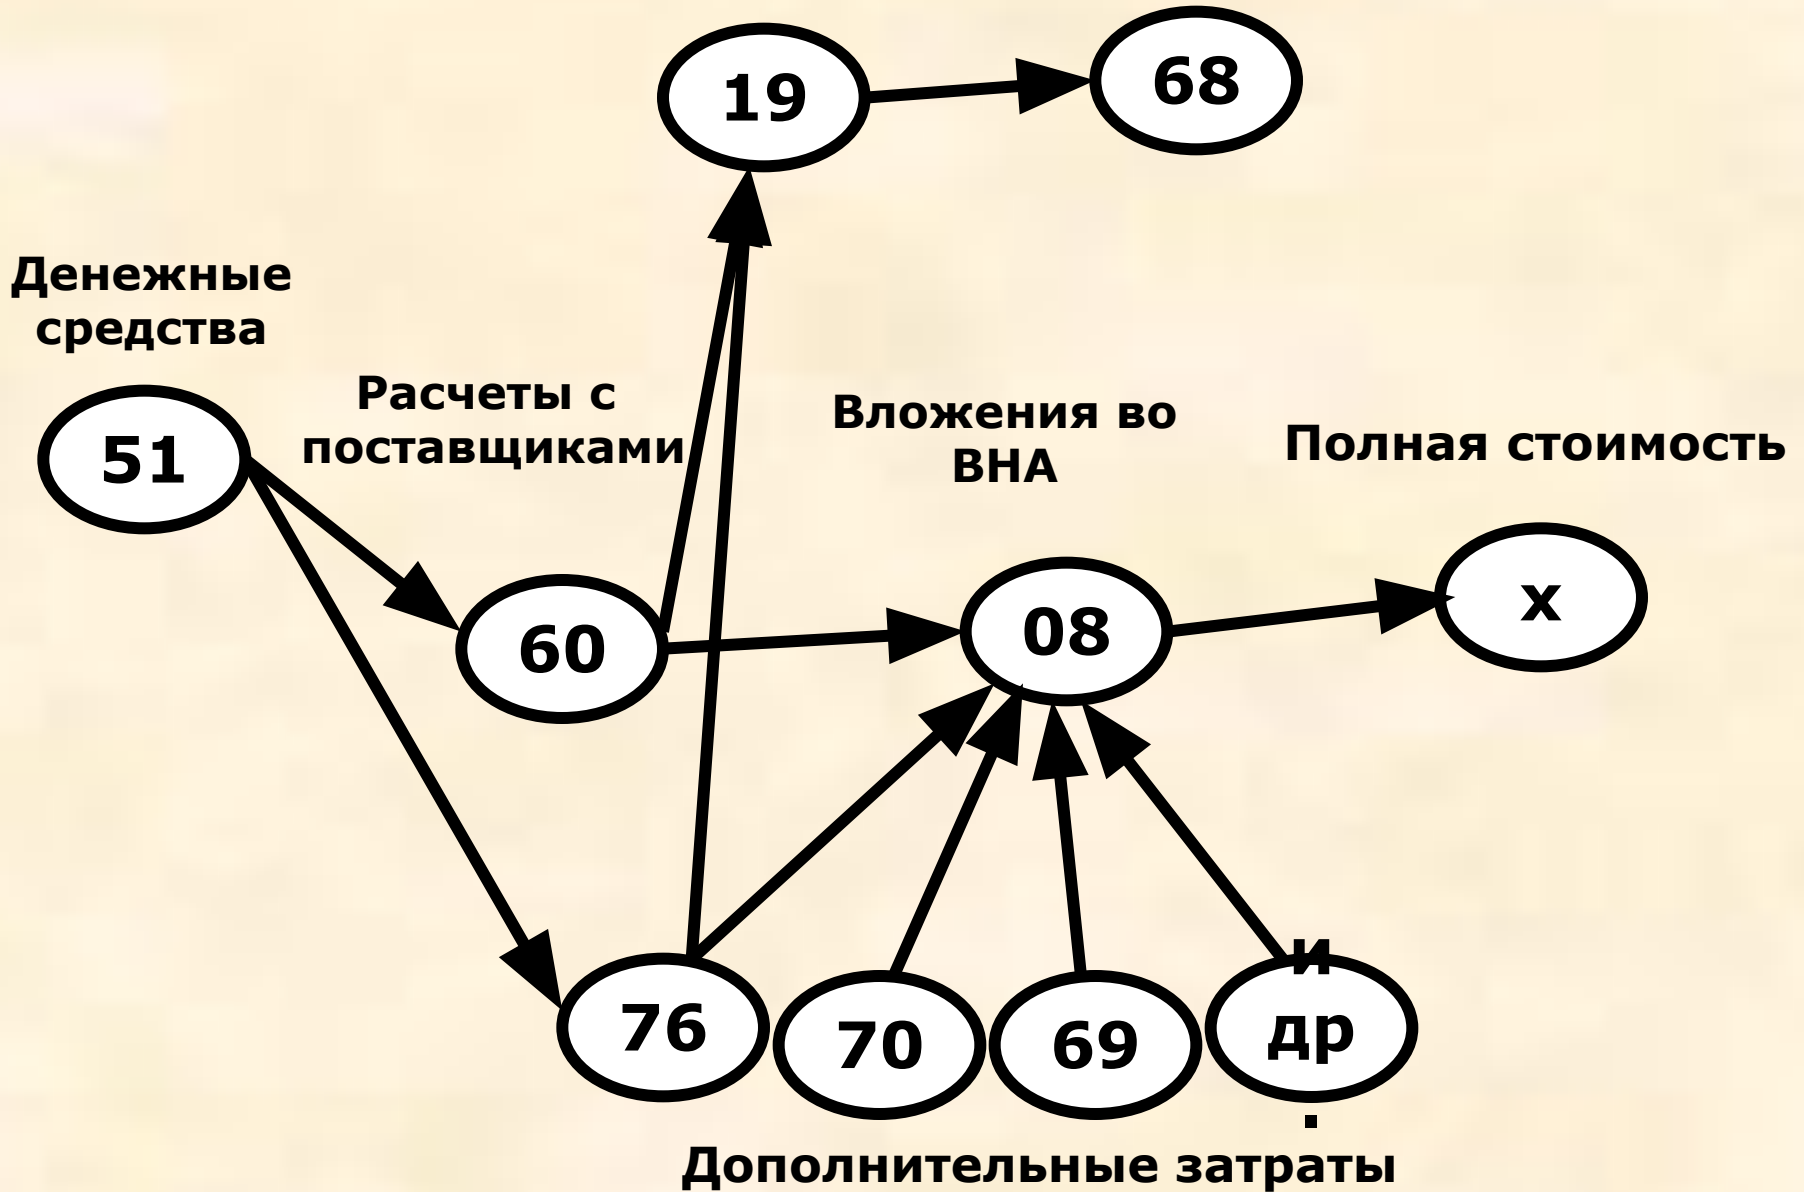 19
68
Денежные
средства
51
Расчеты с
поставщиками
60
Вложения во
ВНА
08
Полная стоимость
х
76
70
69
и
др
.
Дополнительные затраты